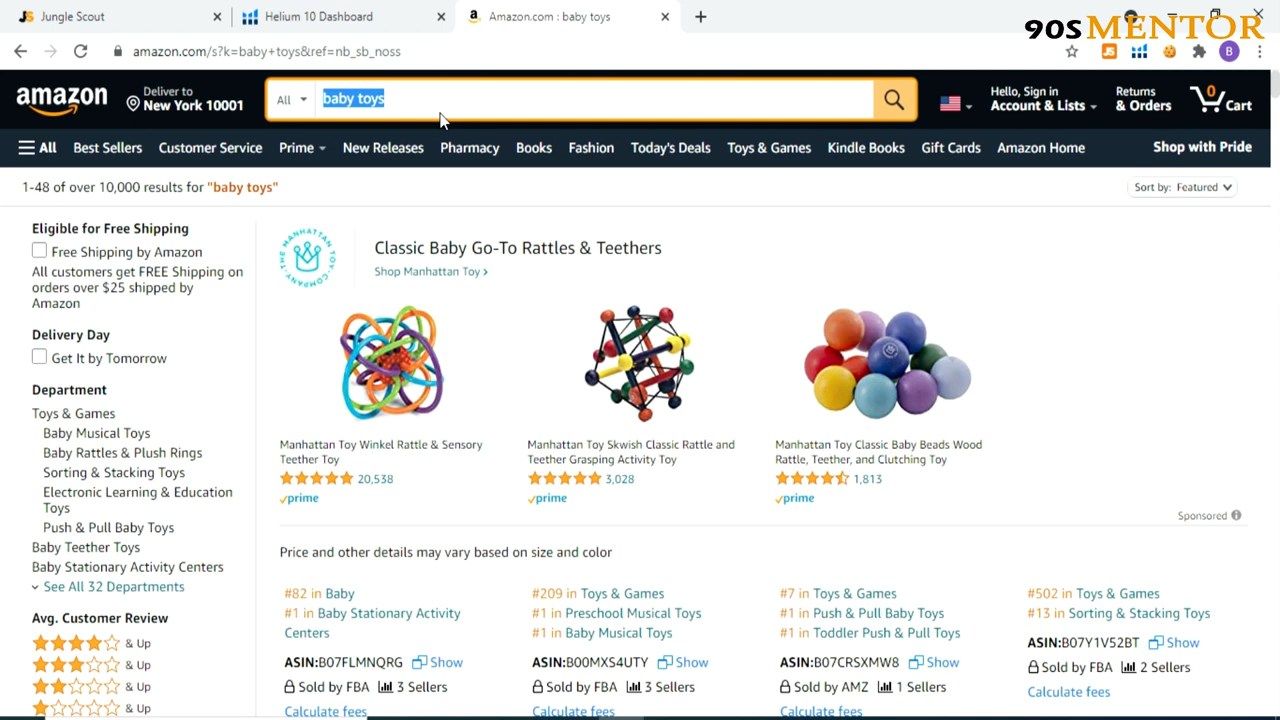 Jungle Scout
Helium 10 Dashboard
Amazon.com : baby toys
90s MENTOR
amazon.com/s?k=baby+toys&ref=nb_sb_noss
JS
B
amazon
Deliver to
New York 10001
All
baby toys
Hello, Sign in
Account & Lists
Returns
& Orders
0
Cart
All
Best Sellers
Customer Service
Prime
New Releases
Pharmacy
Books
Fashion
Today's Deals
Toys & Games
Kindle Books
Gift Cards
Amazon Home
Shop with Pride
1-48 of over 10,000 results for "baby toys"
Sort by: Featured
Eligible for Free Shipping
Free Shipping by Amazon
All customers get FREE Shipping on
orders over $25 shipped by
Amazon
Delivery Day
Get It by Tomorrow
Department
Toys & Games
Baby Musical Toys
Baby Rattles & Plush Rings
Sorting & Stacking Toys
Electronic Learning & Education
Toys
Push & Pull Baby Toys
Baby Teether Toys
Baby Stationary Activity Centers
See All 32 Departments
Avg. Customer Review
& Up
& Up
& Up
& Up
THE MANHATTAN TOY COMPANY
Classic Baby Go-To Rattles & Teethers
Shop Manhattan Toy ›
Manhattan Toy Winkel Rattle & Sensory
Teether Toy
20,538
prime
Manhattan Toy Skwish Classic Rattle and
Teether Grasping Activity Toy
3,028
prime
Manhattan Toy Classic Baby Beads Wood
Rattle, Teether, and Clutching Toy
1,813
prime
Sponsored
Price and other details may vary based on size and color
#82 in Baby
#1 in Baby Stationary Activity
Centers
ASIN:B07FLMNQRG Show
Sold by FBA 3 Sellers
Calculate fees
#209 in Toys & Games
#1 in Preschool Musical Toys
#1 in Baby Musical Toys
ASIN:B00MXS4UTY Show
Sold by FBA 3 Sellers
Calculate fees
#7 in Toys & Games
#1 in Push & Pull Baby Toys
#1 in Toddler Push & Pull Toys
ASIN:B07CRSXMW8 Show
Sold by AMZ 1 Sellers
Calculate fees
#502 in Toys & Games
#13 in Sorting & Stacking Toys
ASIN:B07Y1V52BT Show
Sold by FBA 2 Sellers
Calculate fees